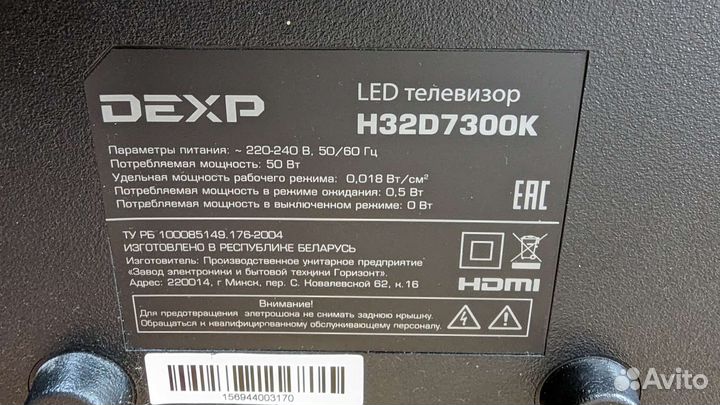 DEXP
LED телевизор
H32D7300K
Параметры питания: ~ 220-240 В, 50/60 Гц
Потребляемая мощность: 50 Вт
Удельная мощность рабочего режима: 0,018 Вт/см²
Потребляемая мощность в режиме ожидания: 0,5 Вт
Потребляемая мощность в выключенном режиме: 0 Вт
EAC
ТУ РБ 100085149.176-2004
ИЗГОТОВЛЕНО В РЕСПУБЛИКЕ БЕЛАРУСЬ
Изготовитель: Производственное унитарное предприятие
«Завод электроники и бытовой техники Горизонт».
Адрес: 220014, г Минск, пер. С. Ковалевской 62, к.16
HDMI
Внимание!
Для предотвращения элетрошона не снимать заднюю крышку.
Обращаться к квалифицированному обслуживающему персоналу.
156944003170
Avito